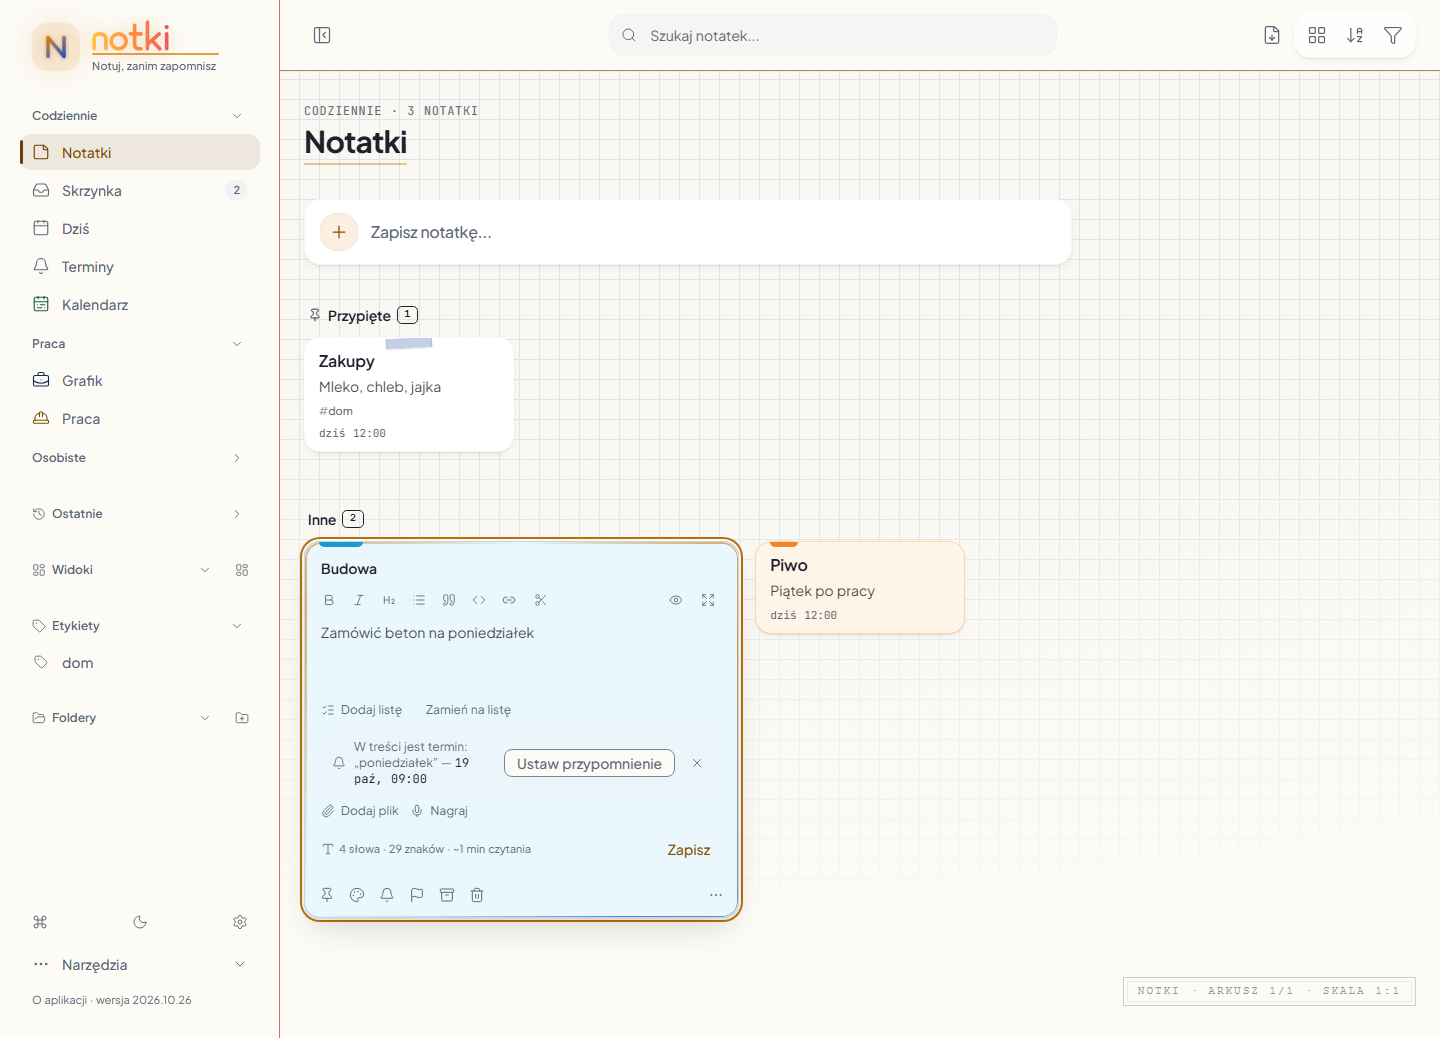 N
notki
Notuj, zanim zapomnisz
Codziennie
Notatki
Skrzynka 2
Dziś
Terminy
Kalendarz
Praca
Grafik
Praca
Osobiste
Ostatnie
Widoki
Etykiety
dom
Foldery
Narzędzia
O aplikacji · wersja 2026.10.26
Szukaj notatek...
CODZIENNIE · 3 NOTATKI
Notatki
Zapisz notatkę...
Przypięte 1
Zakupy
Mleko, chleb, jajka
#dom
dziś 12:00
Inne 2
Budowa
B I H2
Zamówić beton na poniedziałek
Dodaj listę Zamień na listę
W treści jest termin:
„poniedziałek” — 19
paź, 09:00
Ustaw przypomnienie
Dodaj plik Nagraj
4 słowa · 29 znaków · ~1 min czytania
Zapisz
Piwo
Piątek po pracy
dziś 12:00
NOTKI · ARKUSZ 1/1 · SKALA 1:1